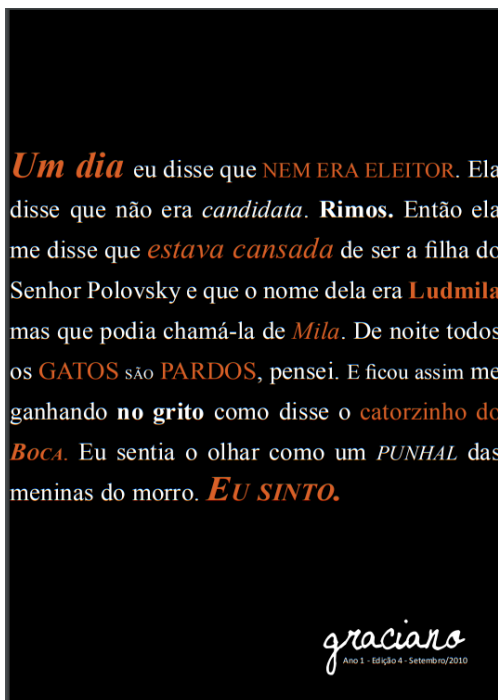 Um dia eu disse que NEM ERA ELEITOR. Ela
disse que não era candidata. Rimos. Então ela
me disse que estava cansada de ser a filha do
Senhor Polovsky e que o nome dela era Ludmila
mas que podia chamá-la de Mila. De noite todos
os GATOS SÃO PARDOS, pensei. E ficou assim me
ganhando no grito como disse o catorzinho do
BOCA. Eu sentia o olhar como um PUNHAL das
meninas do morro. EU SINTO.
graciano
Ano 1 - Edição 4 - Setembro/2010